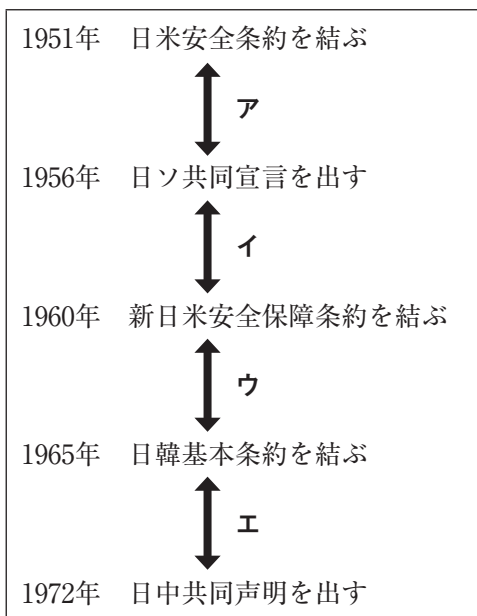 1951年 日米安全条約を結ぶ
ア
1956年 日ソ共同宣言を出す
イ
1960年 新日米安全保障条約を結ぶ
ウ
1965年 日韓基本条約を結ぶ
エ
1972年 日中共同声明を出す